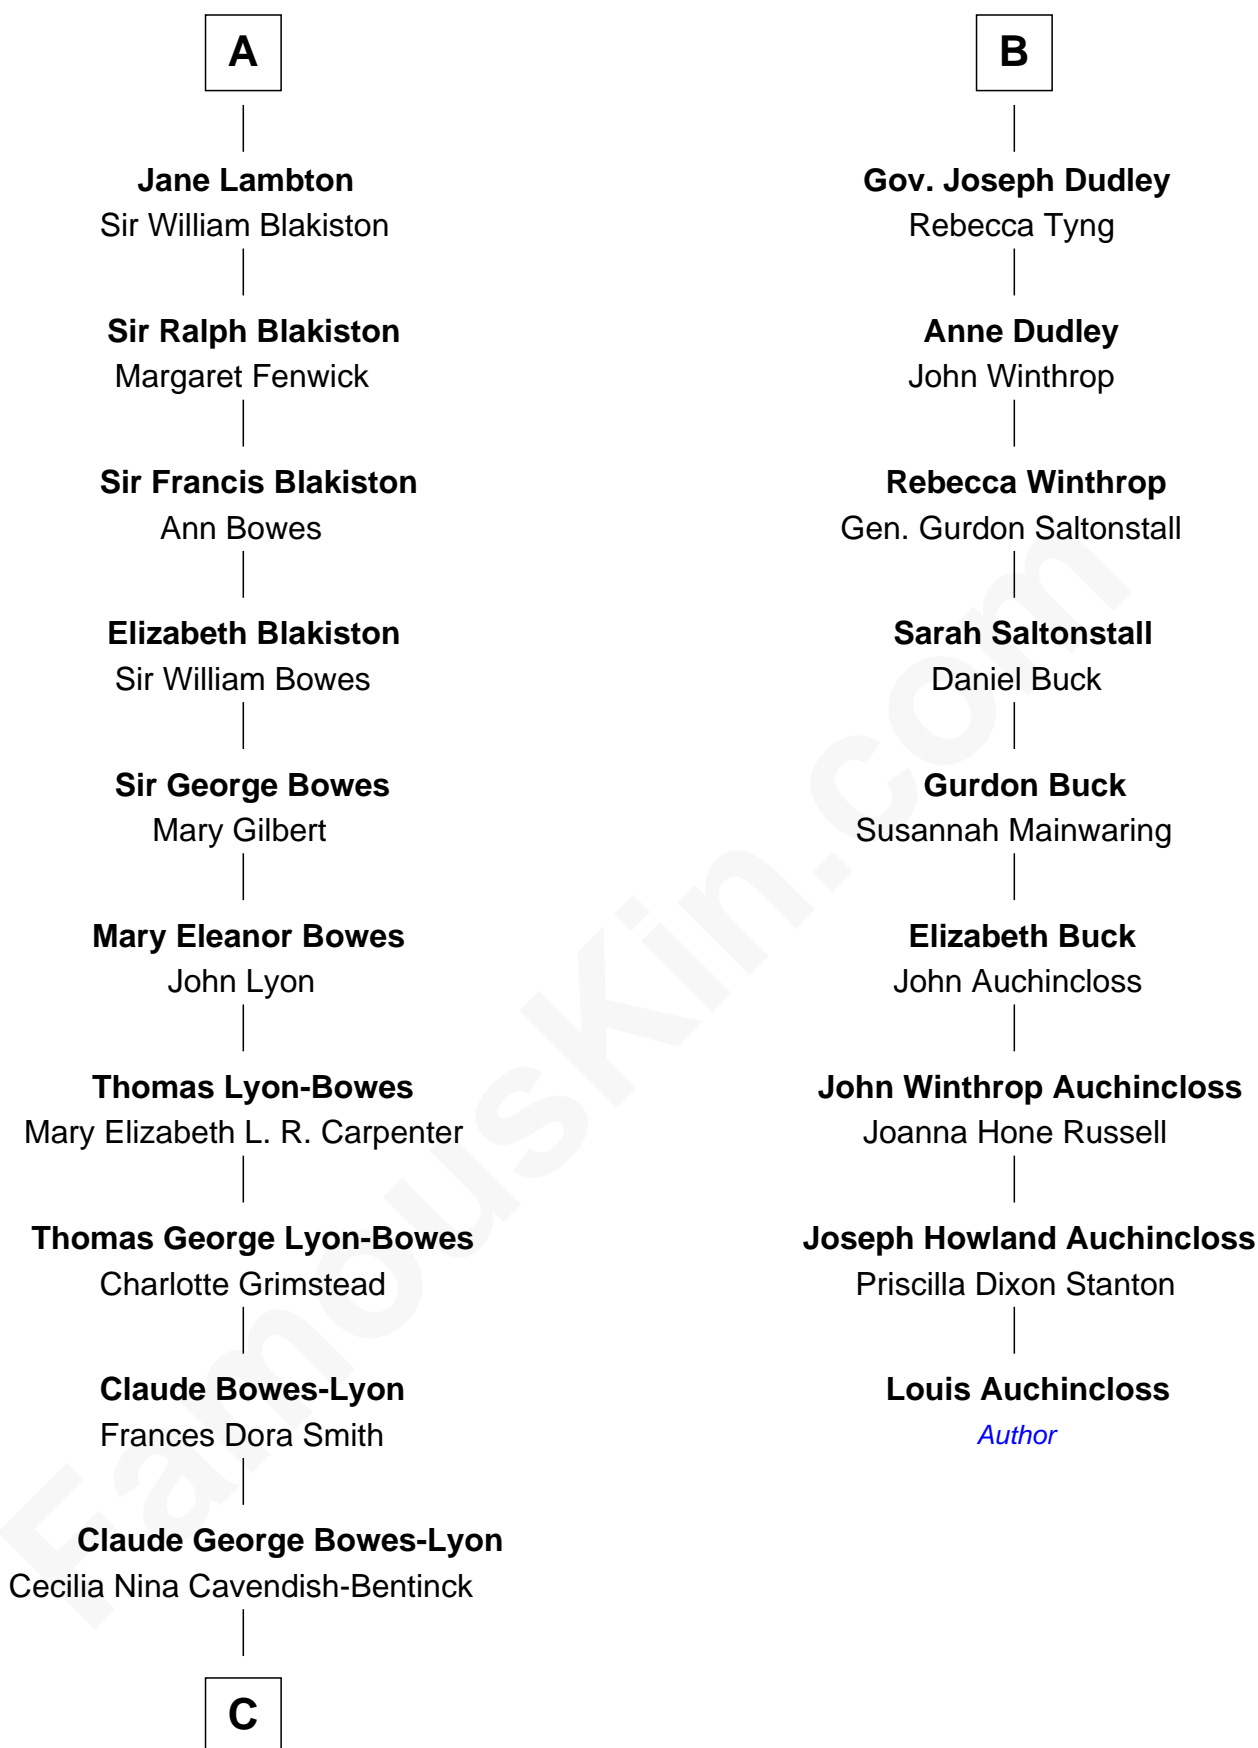 A
Jane Lambton
Sir William Blakiston
Sir Ralph Blakiston
Margaret Fenwick
Sir Francis Blakiston
Ann Bowes
Elizabeth Blakiston
Sir William Bowes
Sir George Bowes
Mary Gilbert
Mary Eleanor Bowes
John Lyon
Thomas Lyon-Bowes
Mary Elizabeth L. R. Carpenter
Thomas George Lyon-Bowes
Charlotte Grimstead
Claude Bowes-Lyon
Frances Dora Smith
Claude George Bowes-Lyon
Cecilia Nina Cavendish-Bentinck
C
B
Gov. Joseph Dudley
Rebecca Tyng
Anne Dudley
John Winthrop
Rebecca Winthrop
Gen. Gurdon Saltonstall
Sarah Saltonstall
Daniel Buck
Gurdon Buck
Susannah Mainwaring
Elizabeth Buck
John Auchincloss
John Winthrop Auchincloss
Joanna Hone Russell
Joseph Howland Auchincloss
Priscilla Dixon Stanton
Louis Auchincloss
Author
FamousKin.com